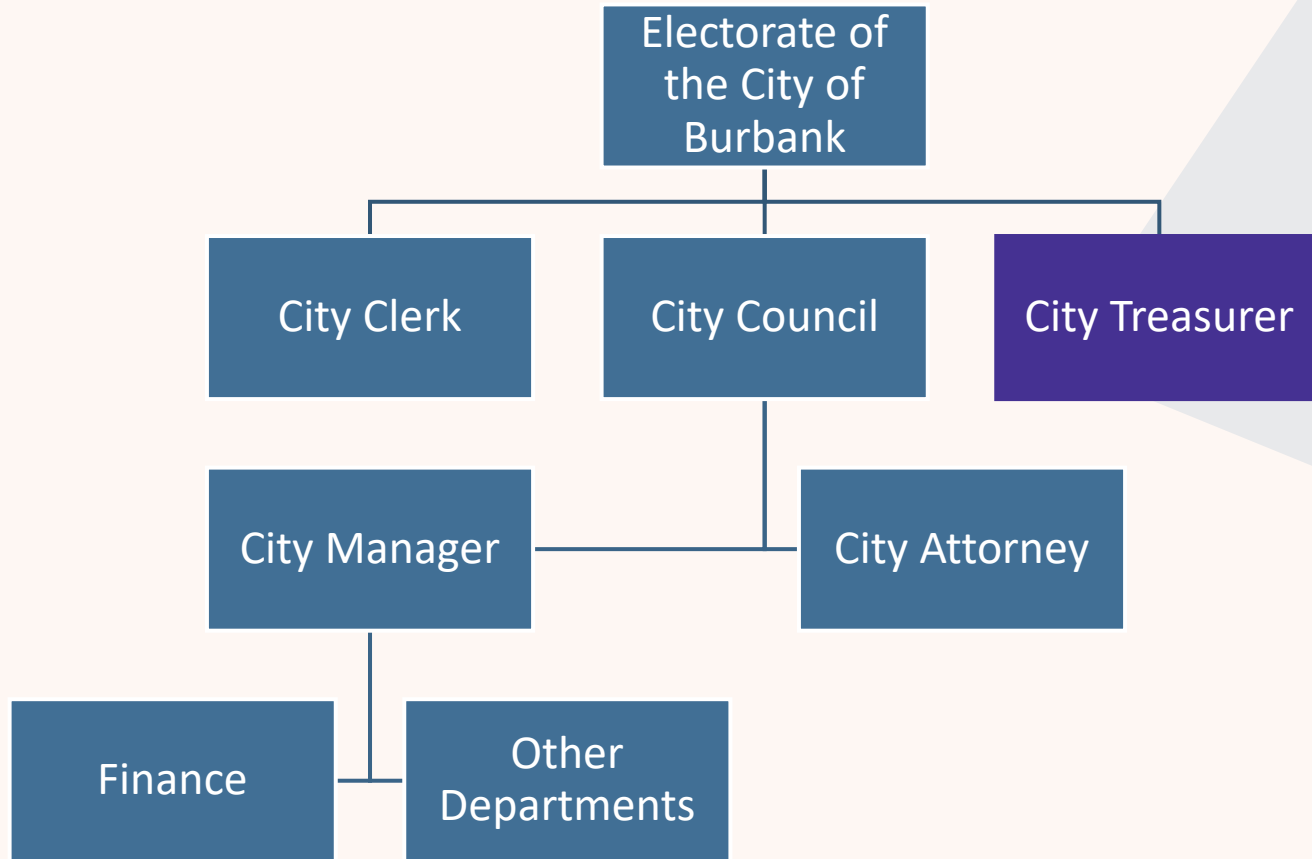 Electorate of
the City of
Burbank
City Clerk
City Council
City Treasurer
City Manager
City Attorney
Finance
Other
Departments